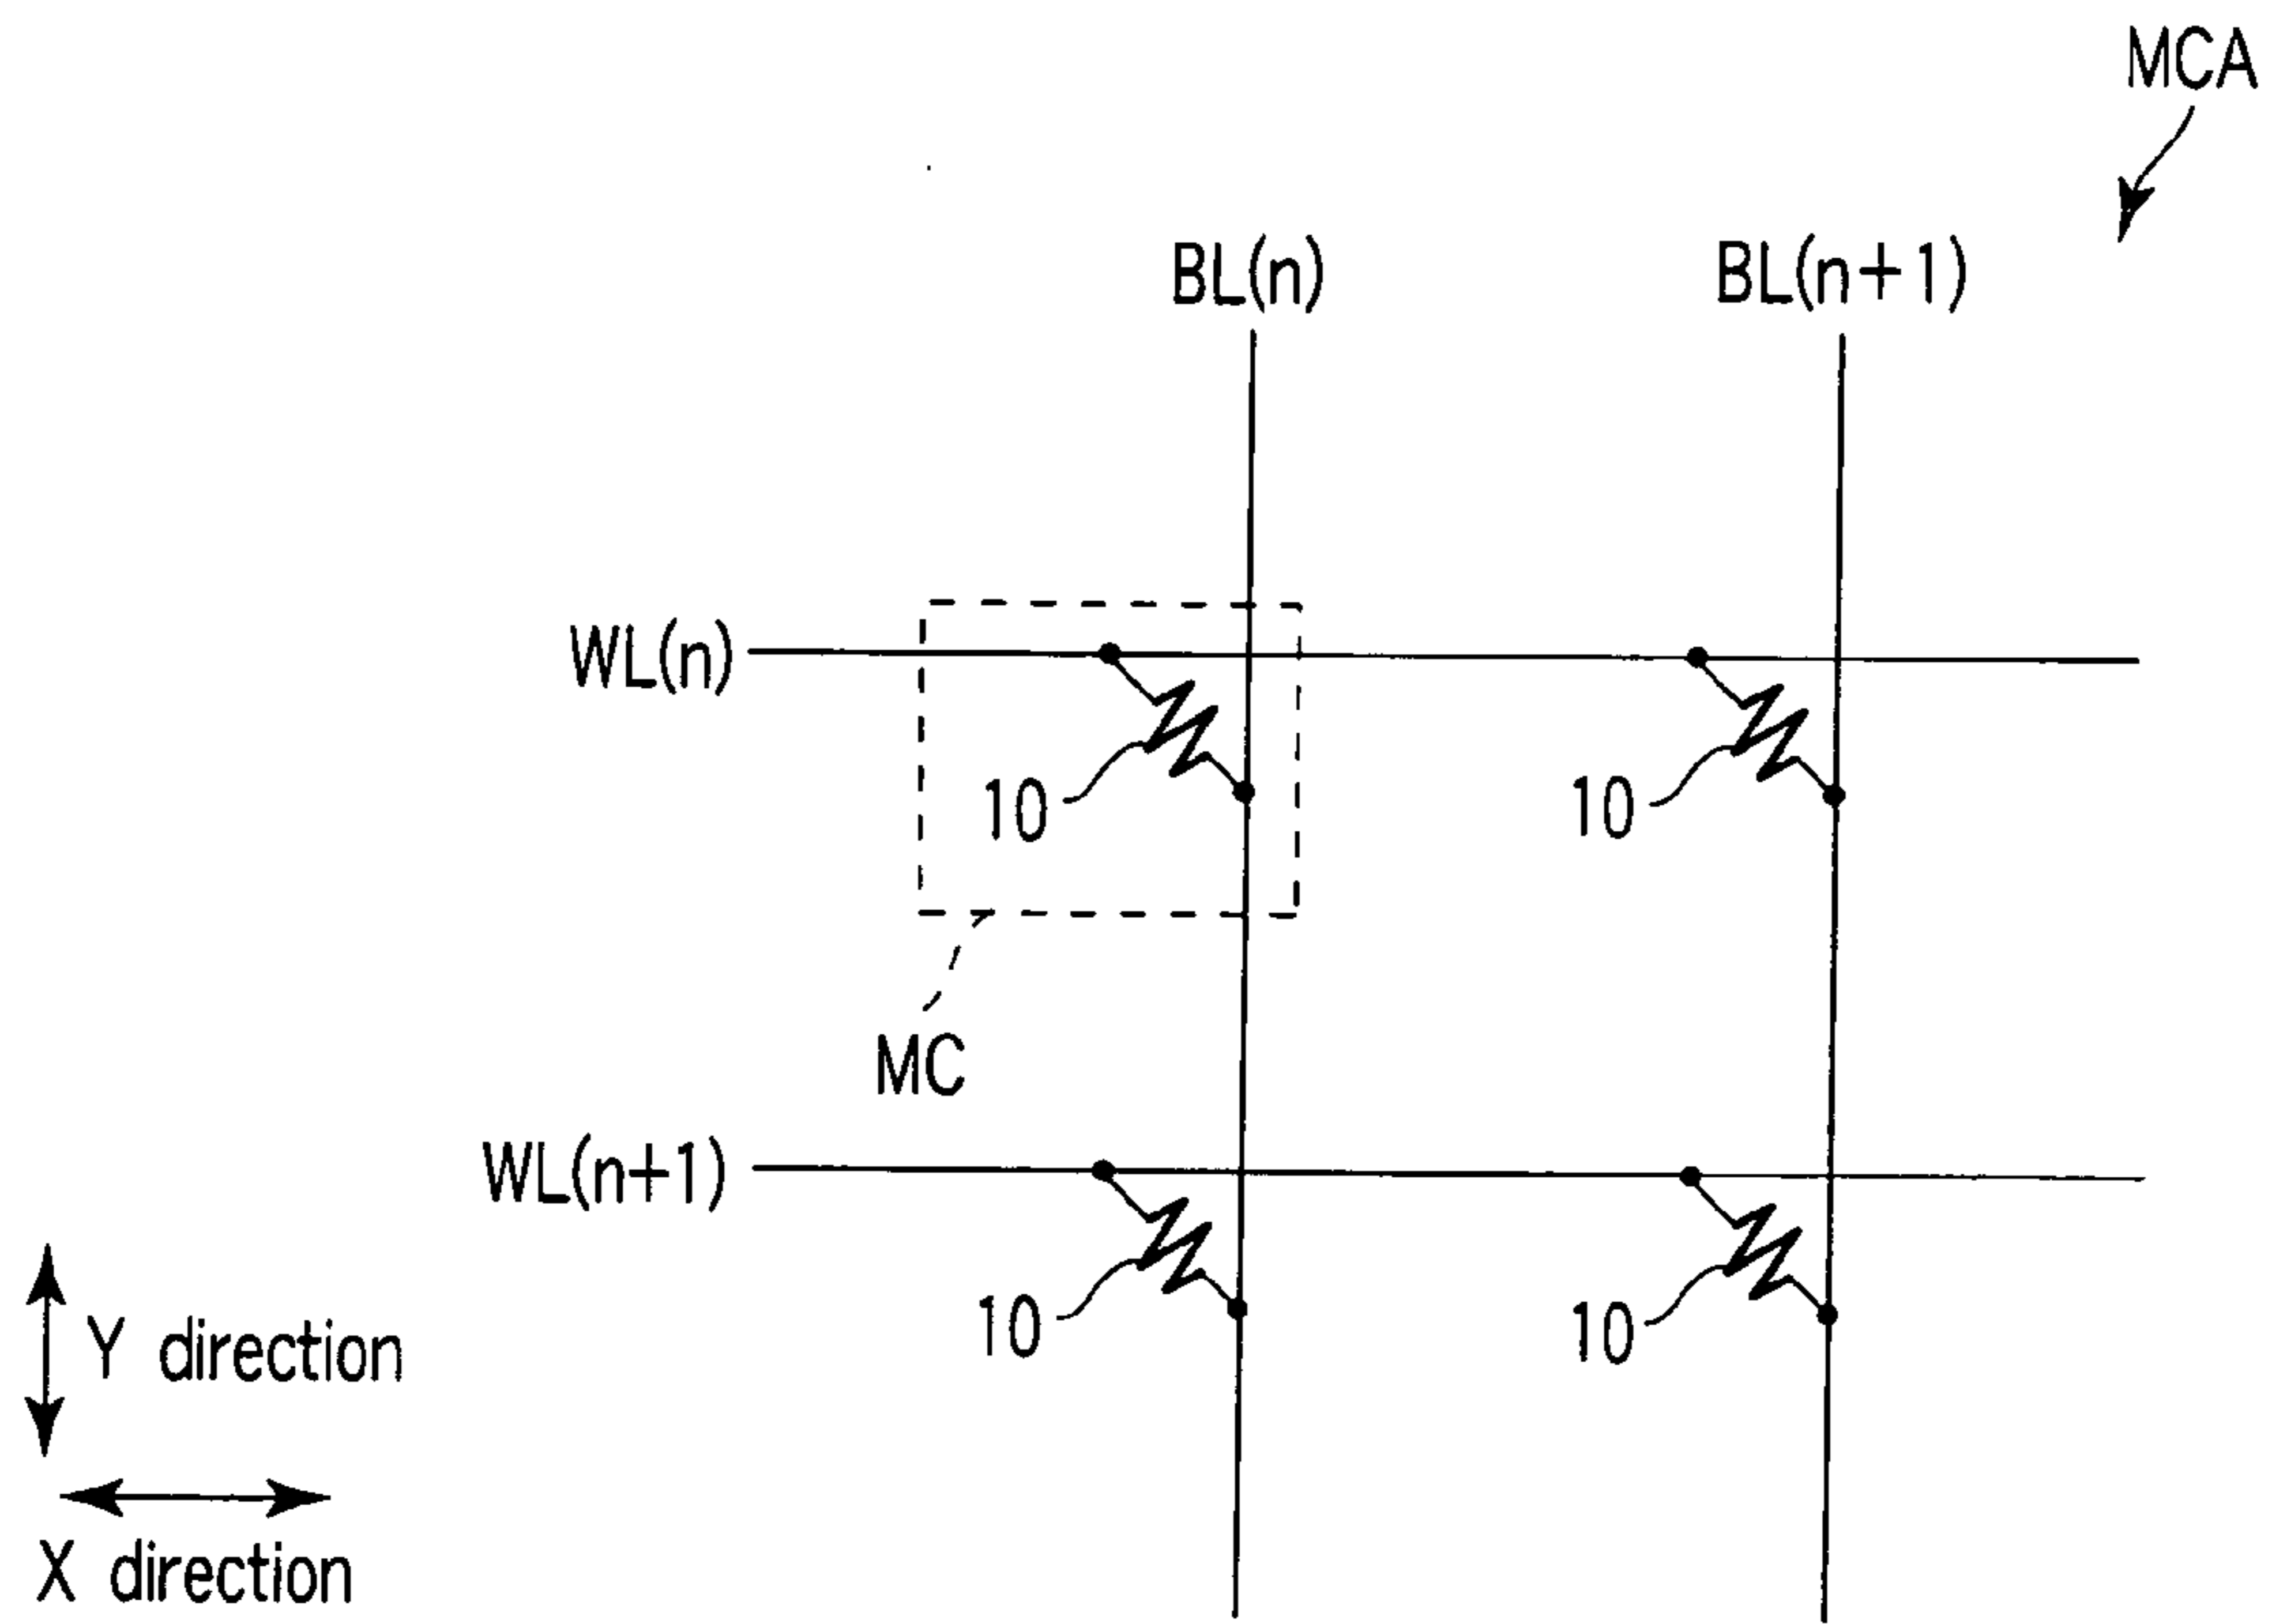 MCA
BL(n)
BL(n+1)
WL(n)
10
10
MC
WL(n+1)
10
10
Y direction
X direction